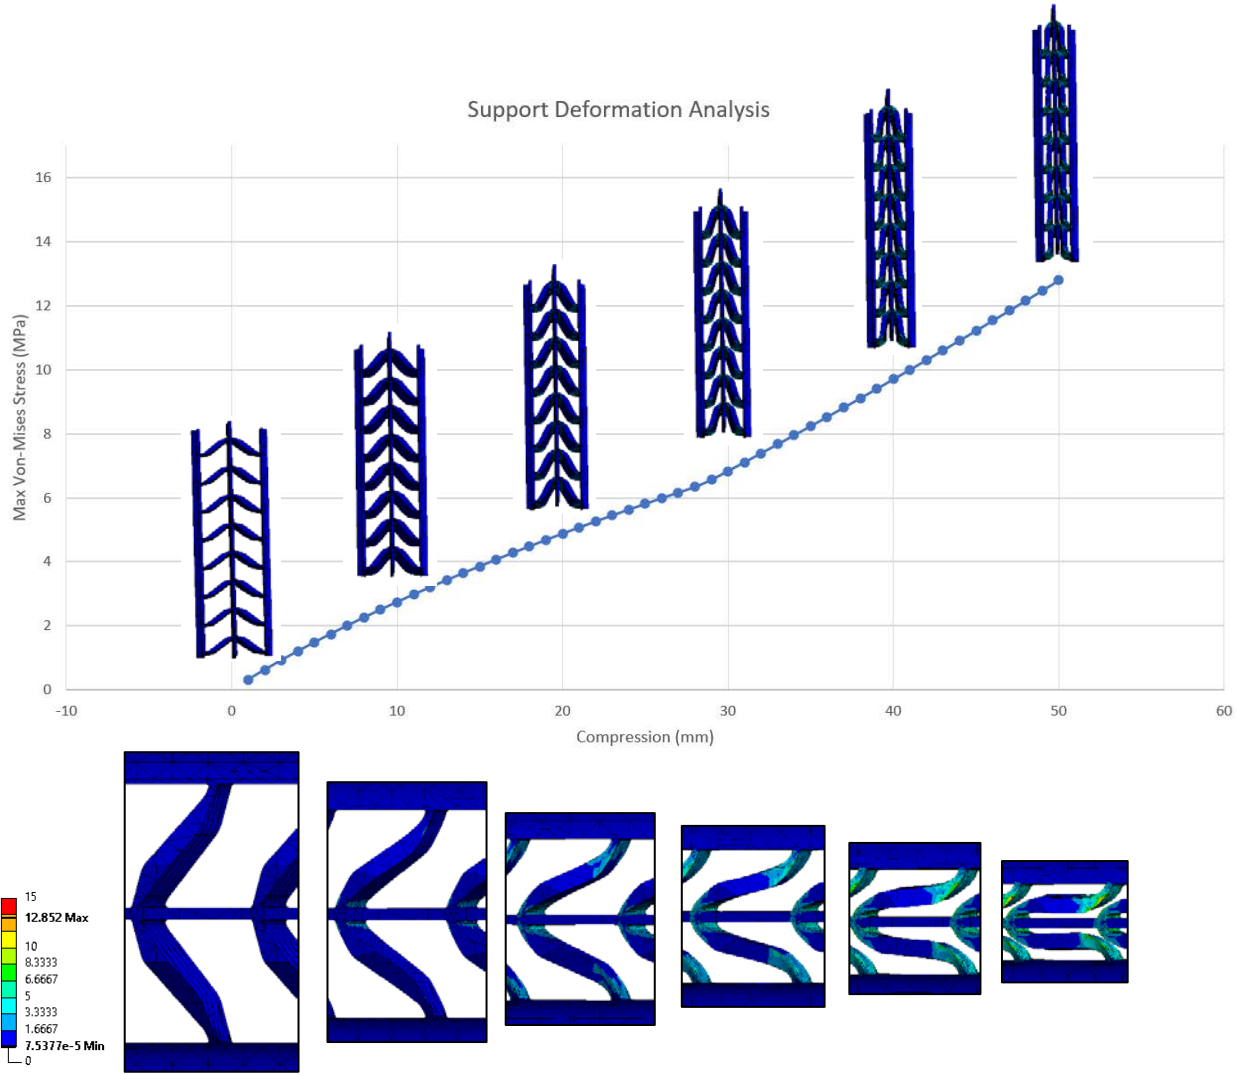 Support Deformation Analysis
Max Von-Mises Stress (MPa)
16
14
12
10
8
6
4
2
0
-10 0 10 20 30 40 50 60
Compression (mm)
15
12.852 Max
10
8.3333
6.6667
5
3.3333
1.6667
7.5377e-5 Min
0